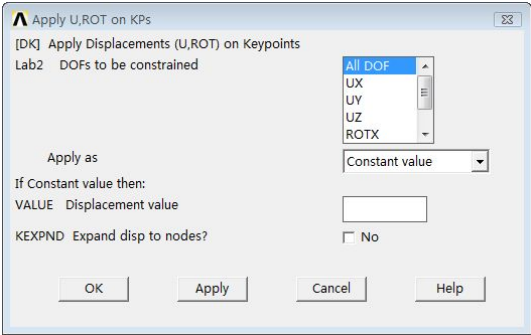 Apply U,ROT on KPs
[DK] Apply Displacements (U,ROT) on Keypoints
Lab2 DOFs to be constrained
All DOF
UX
UY
UZ
ROTX
Apply as
Constant value
If Constant value then:
VALUE Displacement value
KEXPND Expand disp to nodes?
No
OK Apply Cancel Help